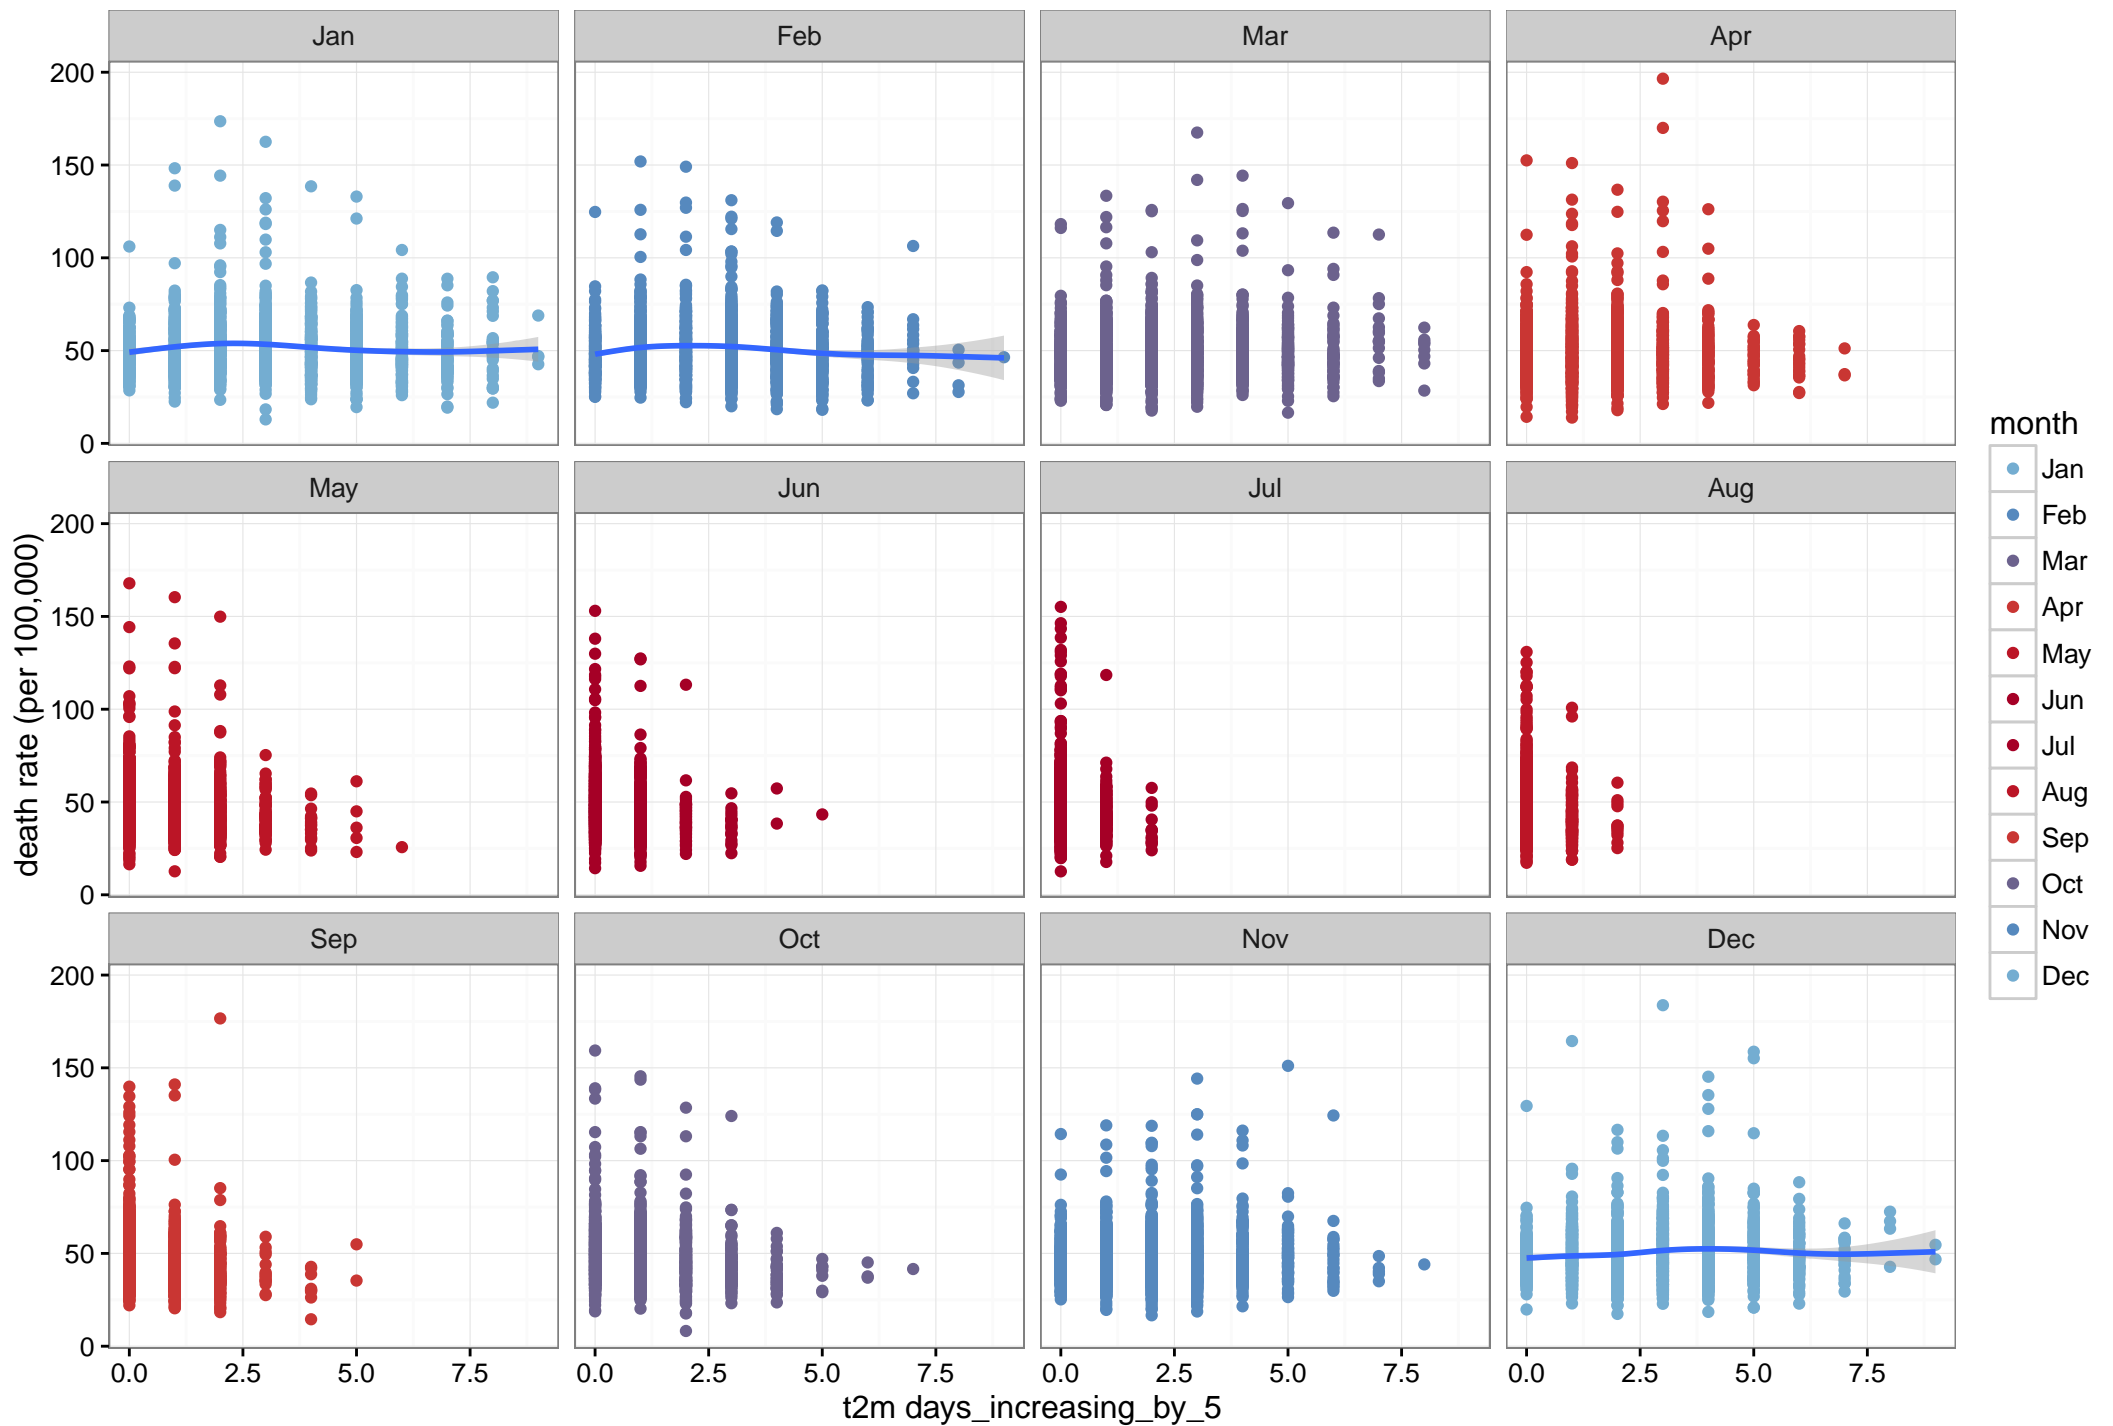 Jan Feb Mar Apr
200
150
100
50
0
May Jun Jul Aug
200
150
100
50
0
Sep Oct Nov Dec
200
150
100
50
0
0.0 2.5 5.0 7.5 0.0 2.5 5.0 7.5 0.0 2.5 5.0 7.5 0.0 2.5 5.0 7.5
t2m days_increasing_by_5
death rate (per 100,000)
month
Jan
Feb
Mar
Apr
May
Jun
Jul
Aug
Sep
Oct
Nov
Dec